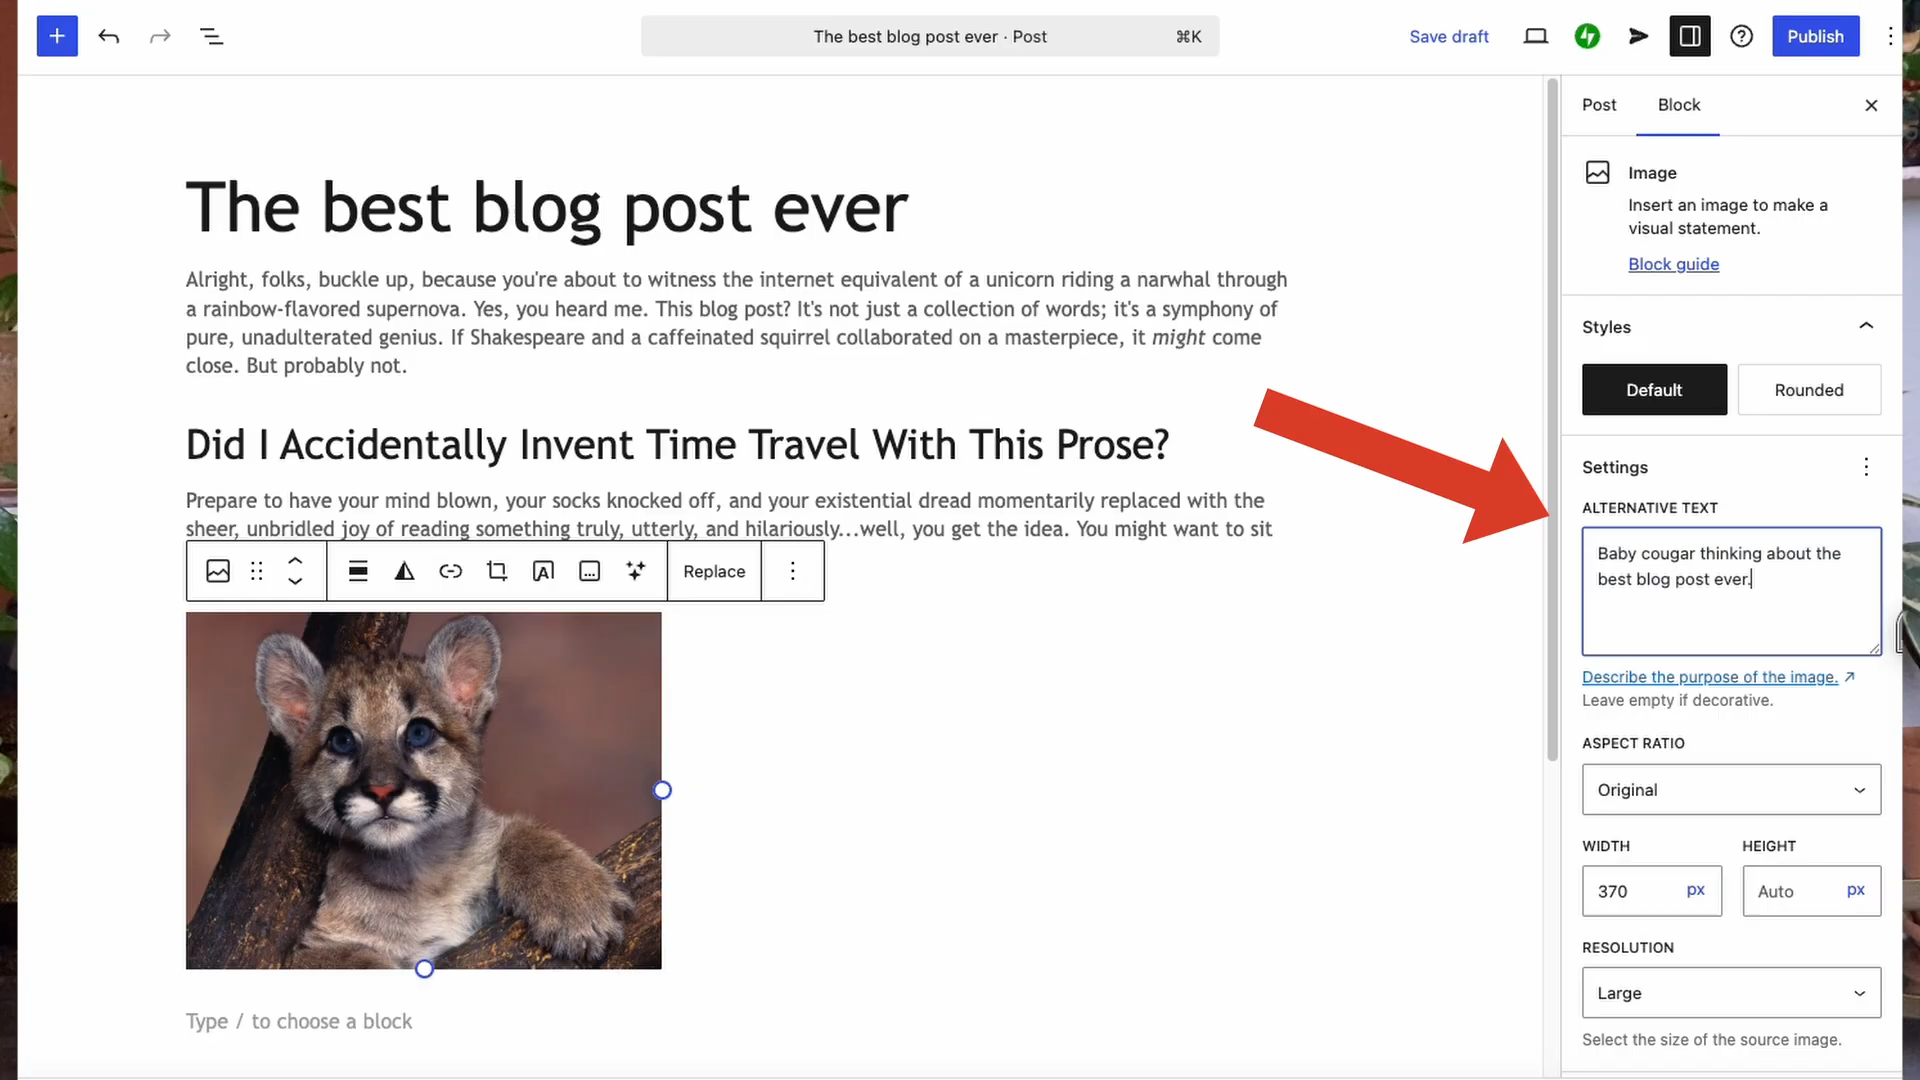 The best blog post ever · Post
⌘K
Save draft
Publish
The best blog post ever
Alright, folks, buckle up, because you're about to witness the internet equivalent of a unicorn riding a narwhal through
a rainbow-flavored supernova. Yes, you heard me. This blog post? It's not just a collection of words; it's a symphony of
pure, unadulterated genius. If Shakespeare and a caffeinated squirrel collaborated on a masterpiece, it might come
close. But probably not.
Did I Accidentally Invent Time Travel With This Prose?
Prepare to have your mind blown, your socks knocked off, and your existential dread momentarily replaced with the
sheer, unbridled joy of reading something truly, utterly, and hilariously...well, you get the idea. You might want to sit
Replace
Type / to choose a block
Post
Block
Image
Insert an image to make a
visual statement.
Block guide
Styles
Default
Rounded
Settings
ALTERNATIVE TEXT
Baby cougar thinking about the
best blog post ever.
Describe the purpose of the image. ↗
Leave empty if decorative.
ASPECT RATIO
Original
WIDTH
HEIGHT
370 px
Auto px
RESOLUTION
Large
Select the size of the source image.